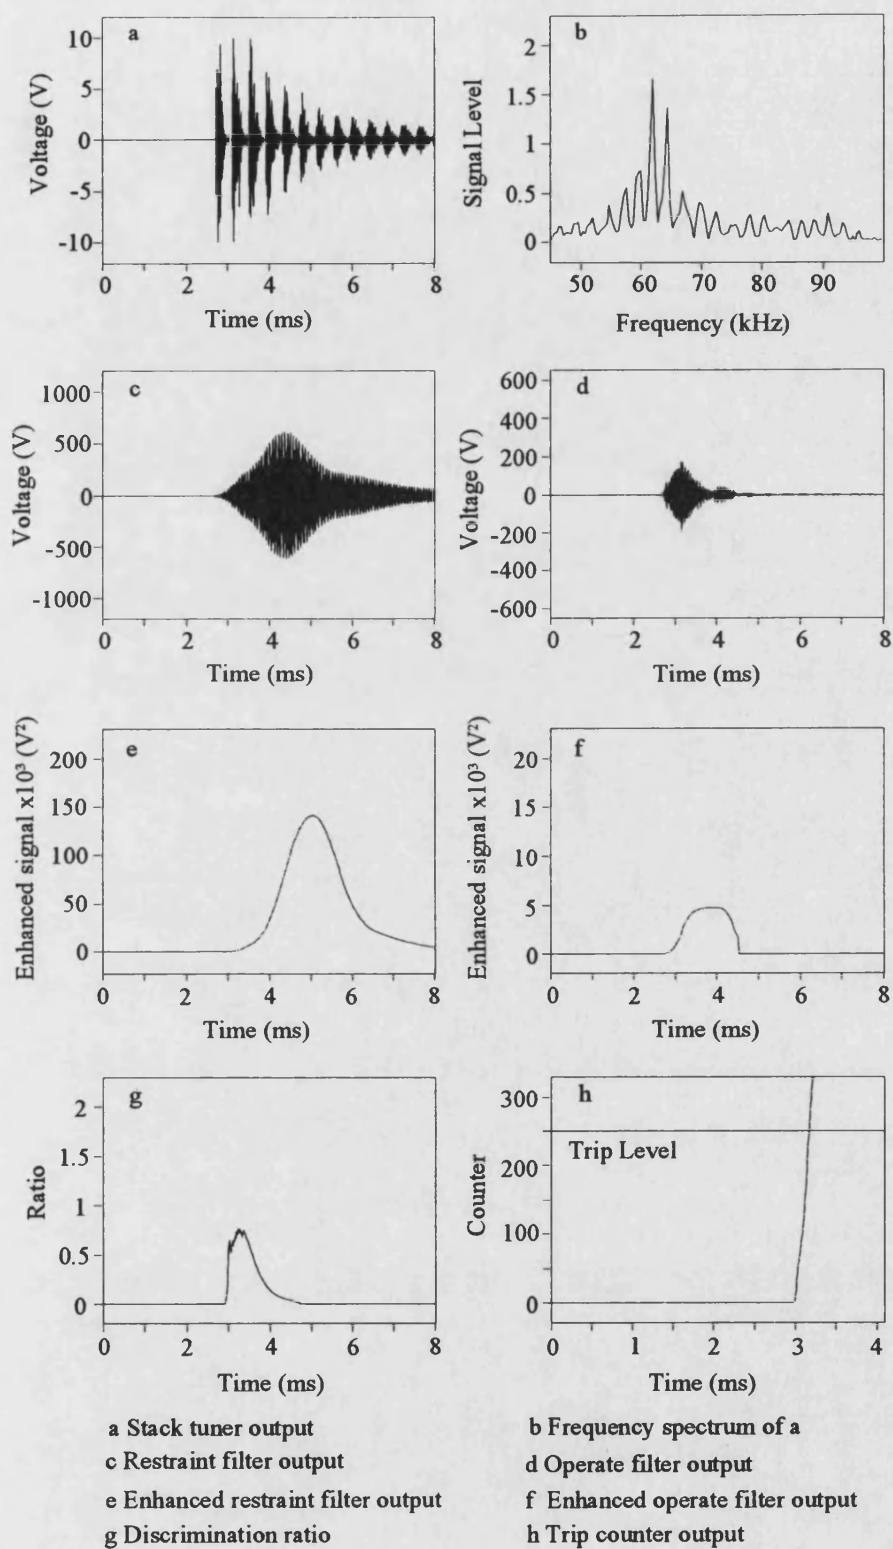 a
10
5
0
-5
-10
Voltage (V)
0 2 4 6 8
Time (ms)
b
2
1.5
1
0.5
0
Signal Level
50 60 70 80 90
Frequency (kHz)
c
1000
500
0
-500
-1000
Voltage (V)
0 2 4 6 8
Time (ms)
d
600
400
200
0
-200
-400
-600
Voltage (V)
0 2 4 6 8
Time (ms)
e
200
150
100
50
0
Enhanced signal x10³ (V²)
0 2 4 6 8
Time (ms)
f
20
15
10
5
0
Enhanced signal x10³ (V²)
0 2 4 6 8
Time (ms)
g
2
1.5
1
0.5
0
Ratio
0 2 4 6 8
Time (ms)
h
300
200
100
0
Trip Level
Counter
0 1 2 3 4
Time (ms)
a Stack tuner output
b Frequency spectrum of a
c Restraint filter output
d Operate filter output
e Enhanced restraint filter output
f Enhanced operate filter output
g Discrimination ratio
h Trip counter output